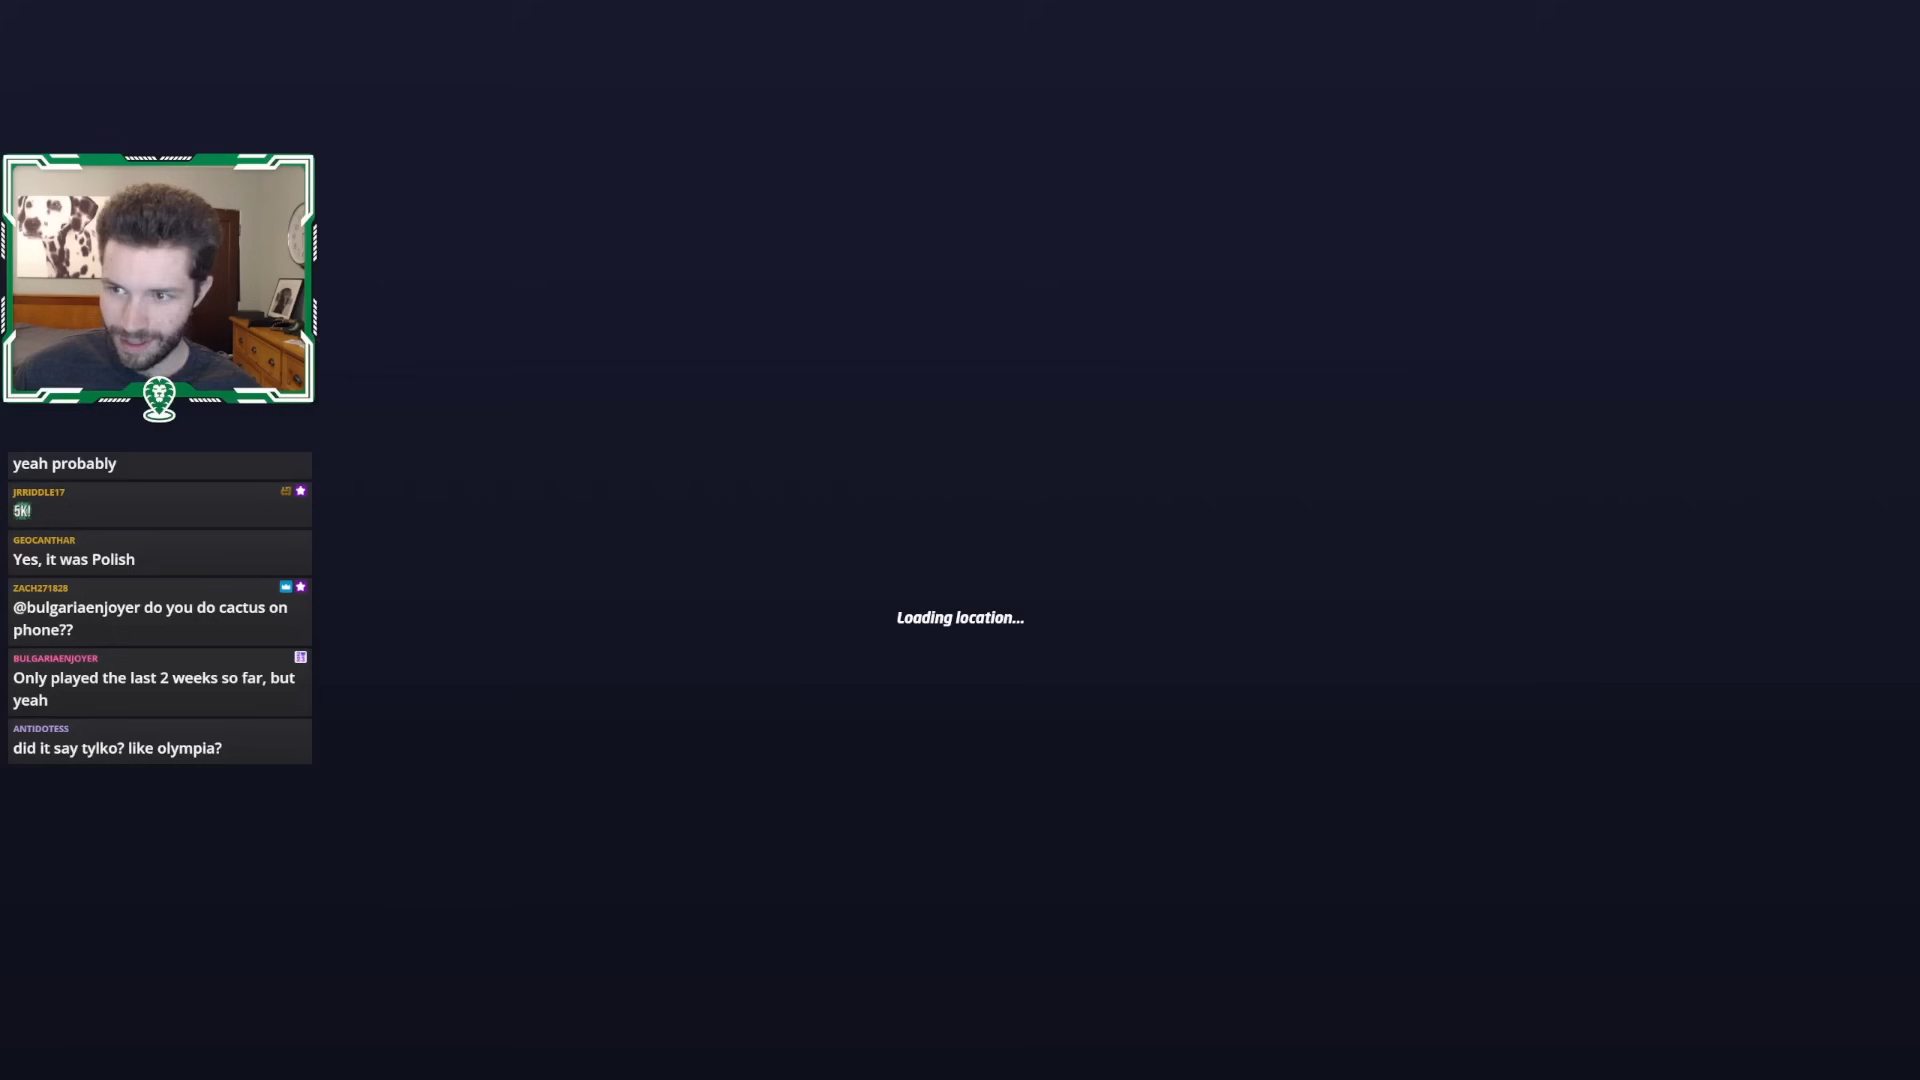 yeah probably
JRRIDDLE17
5K!
GEOCANTHAR
Yes, it was Polish
ZACH271828
@bulgariaenjoyer do you do cactus on
phone??
BULGARIAENJOYER
Only played the last 2 weeks so far, but
yeah
ANTIDOTESS
did it say tylko? like olympia?
Loading location...